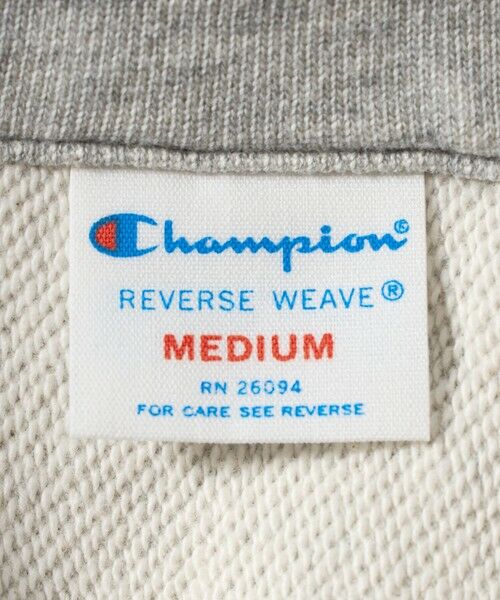 Champion®
REVERSE WEAVE®
MEDIUM
RN 26094
FOR CARE SEE REVERSE